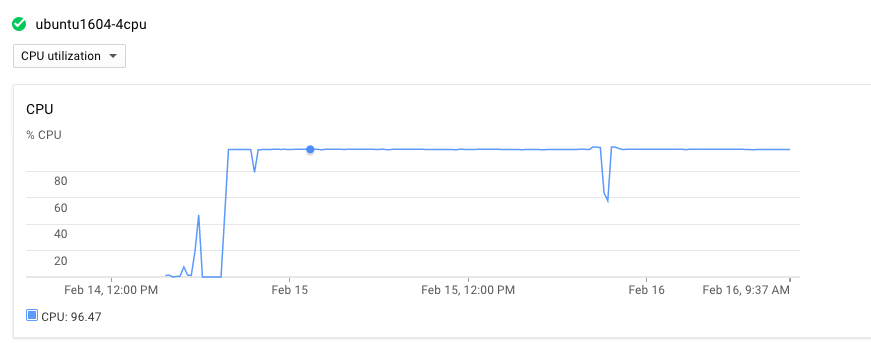 ubuntu1604-4cpu
CPU utilization
CPU
% CPU
80
60
40
20
Feb 14, 12:00 PM Feb 15 Feb 15, 12:00 PM Feb 16 Feb 16, 9:37 AM
CPU: 96.47